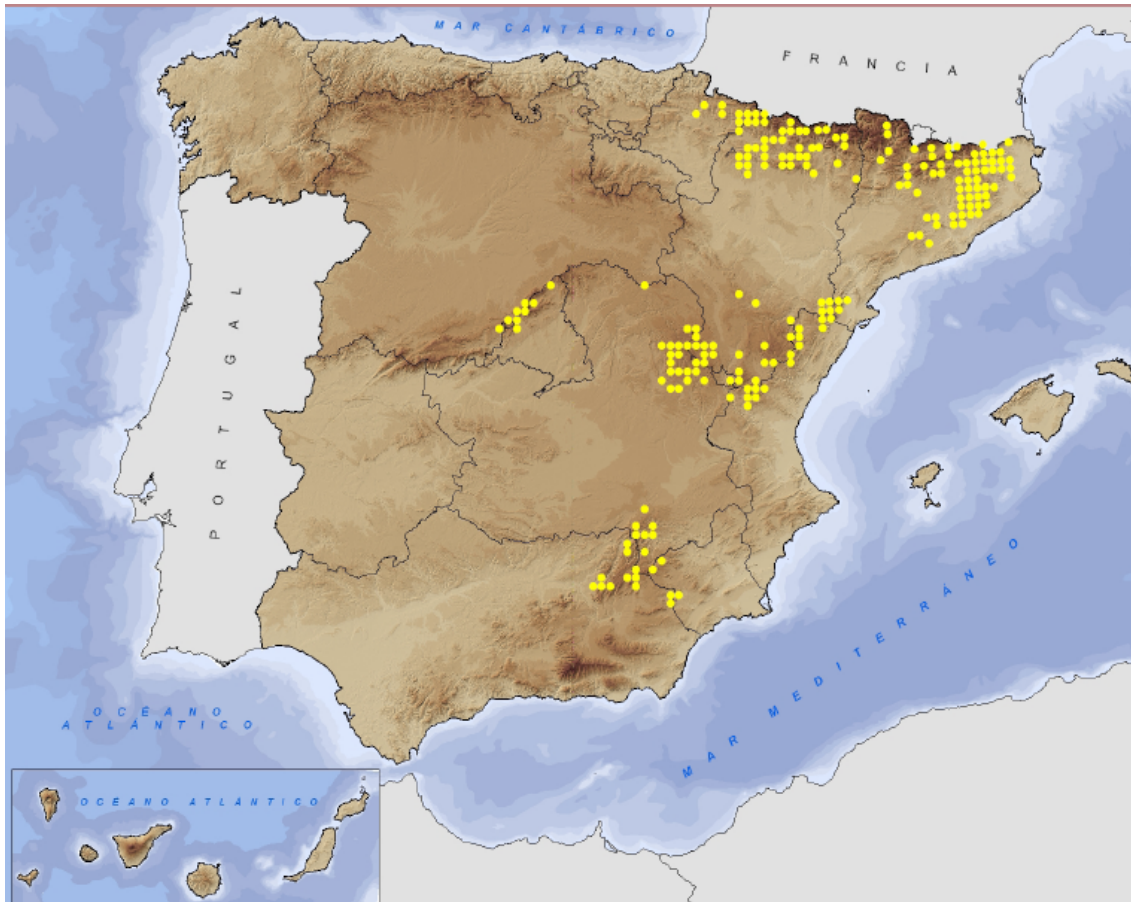 MAR CANTÁBRICO
FRANCIA
PORTUGAL
MAR MEDITERRÁNEO
OCÉANO
ATLÁNTICO
OCÉANO ATLÁNTICO